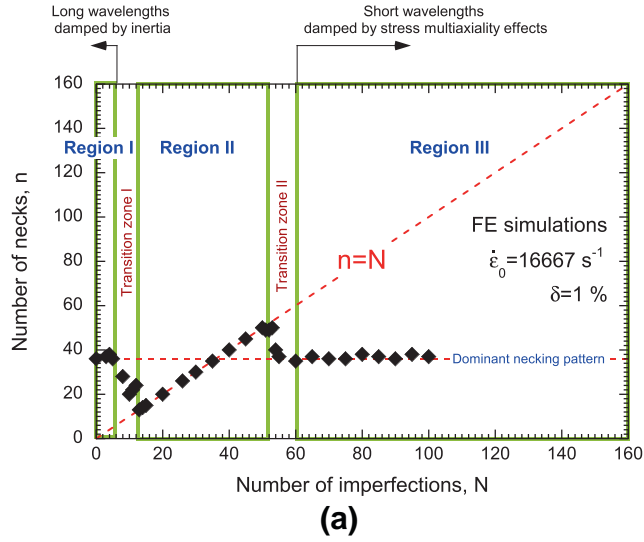 Long wavelengths
damped by inertia
Short wavelengths
damped by stress multiaxiality effects
160
140
120
100
80
60
40
20
0
Number of necks, n
Region I
Transition zone I
Region II
Transition zone II
Region III
n=N
FE simulations
ε̇₀=16667 s⁻¹
δ=1 %
Dominant necking pattern
0 20 40 60 80 100 120 140 160
Number of imperfections, N
(a)